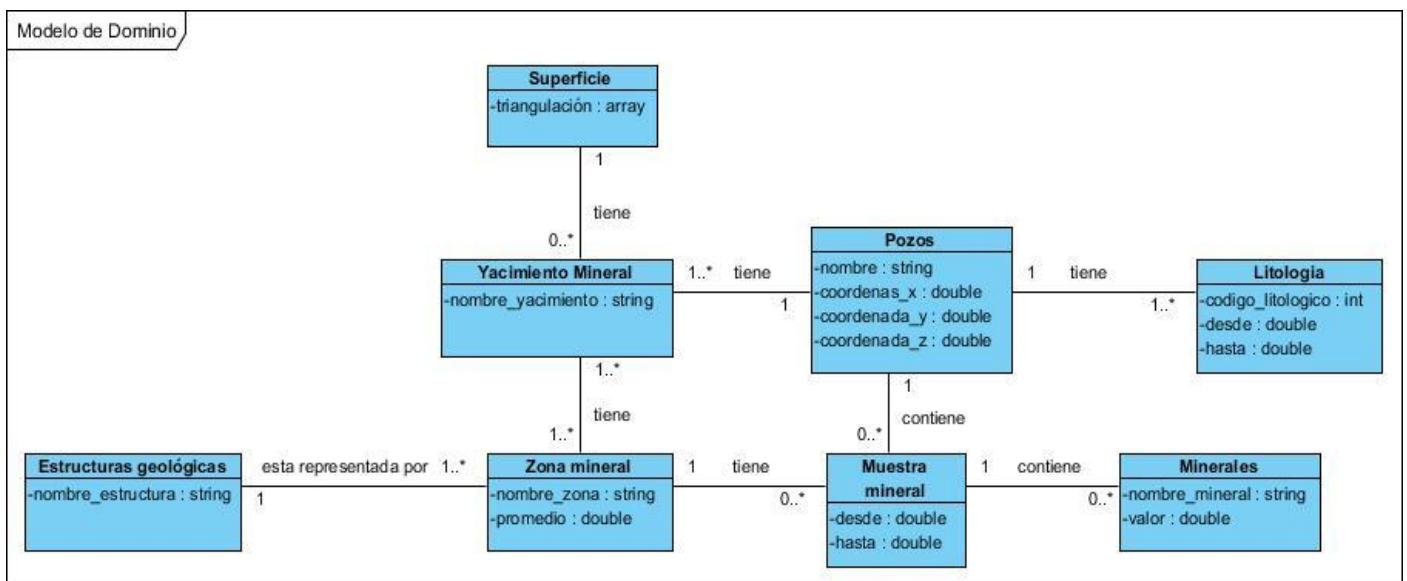 Modelo de Dominio
Superficie
-triangulación : array
1
tiene
0..*
Yacimiento Mineral
-nombre_yacimiento : string
1..*
tiene
1
Pozos
-nombre : string
-coordenas_x : double
-coordenada_y : double
-coordenada_z : double
1
tiene
1..*
Litologia
-codigo_litologico : int
-desde : double
-hasta : double
1..*
tiene
1..*
1
contiene
0..*
Estructuras geológicas
-nombre_estructura : string
esta representada por
1..*
1
Zona mineral
-nombre_zona : string
-promedio : double
1
tiene
0..*
Muestra
mineral
-desde : double
-hasta : double
1
contiene
0..*
Minerales
-nombre_mineral : string
-valor : double